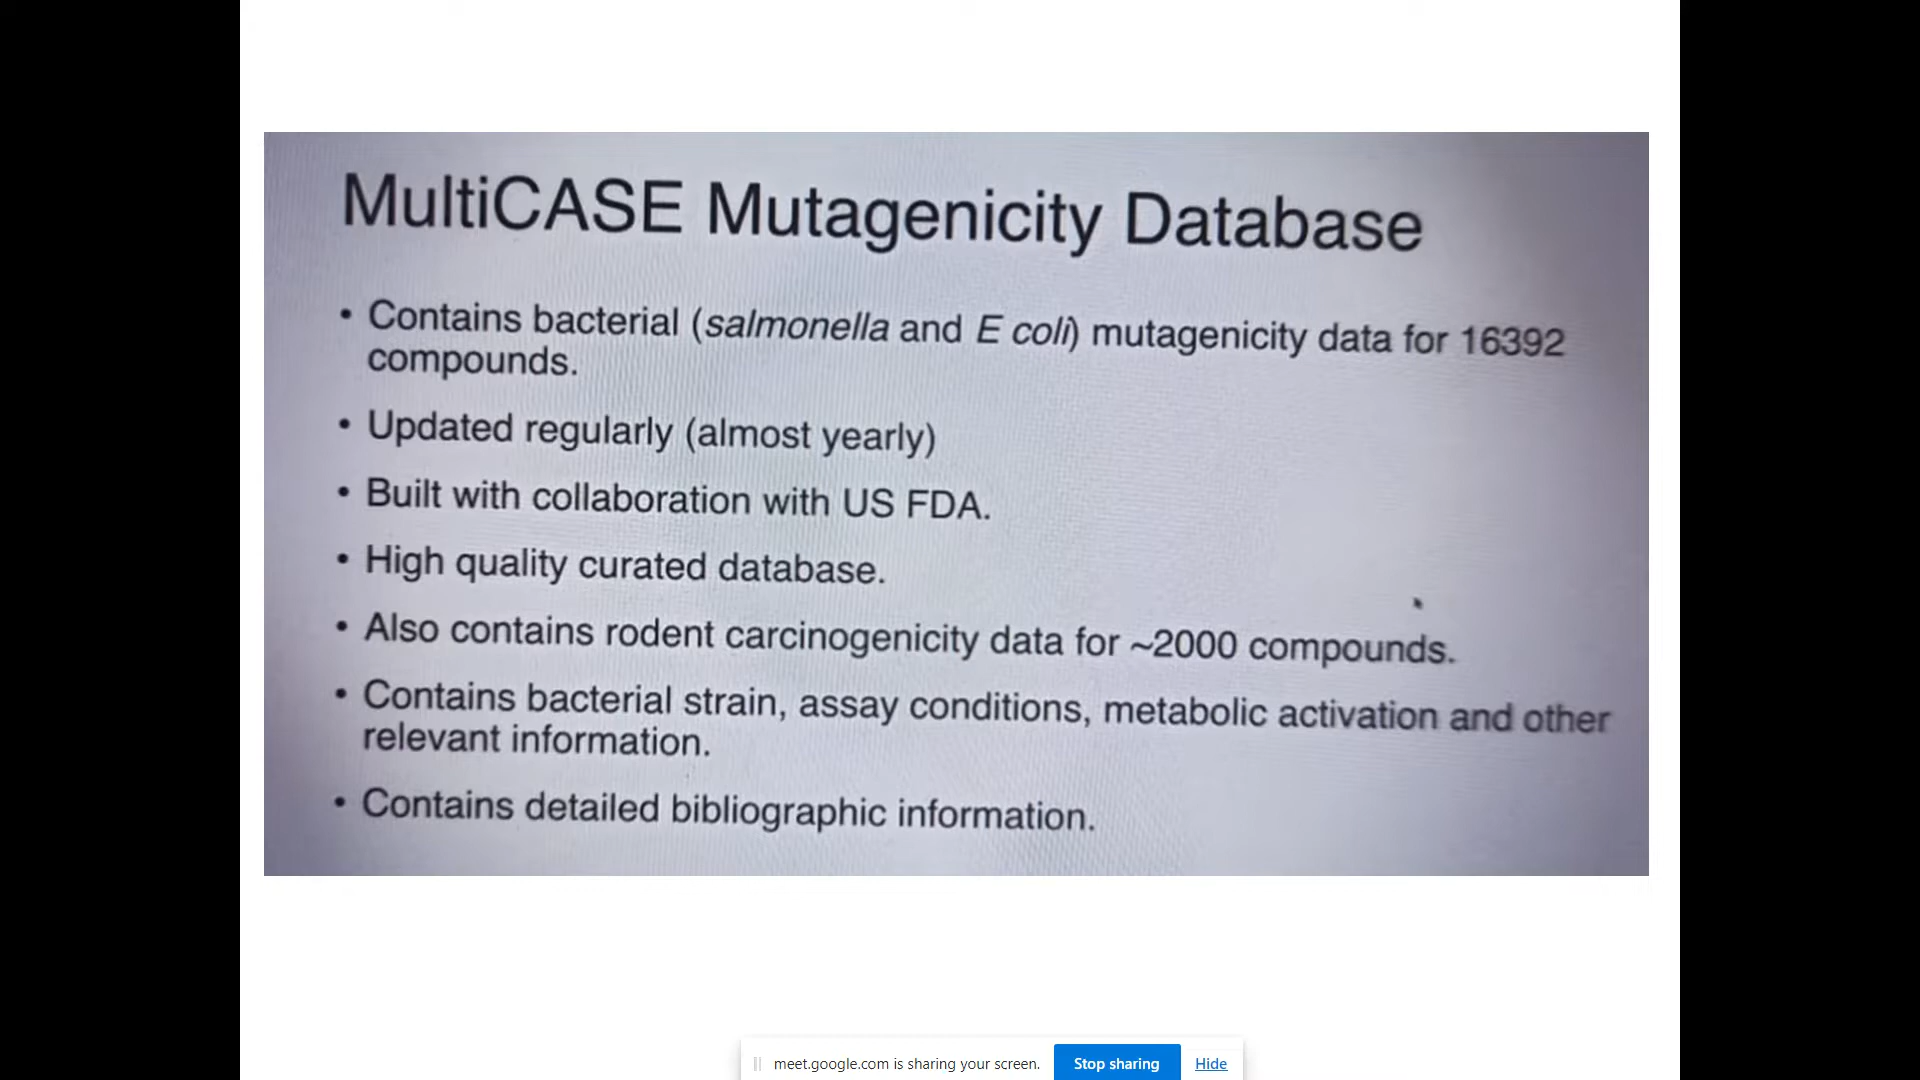 MultiCASE Mutagenicity Database
• Contains bacterial (salmonella and E coli) mutagenicity data for 16392
compounds.
• Updated regularly (almost yearly)
• Built with collaboration with US FDA.
• High quality curated database.
• Also contains rodent carcinogenicity data for ~2000 compounds.
• Contains bacterial strain, assay conditions, metabolic activation and other
relevant information.
• Contains detailed bibliographic information.
meet.google.com is sharing your screen. Stop sharing Hide